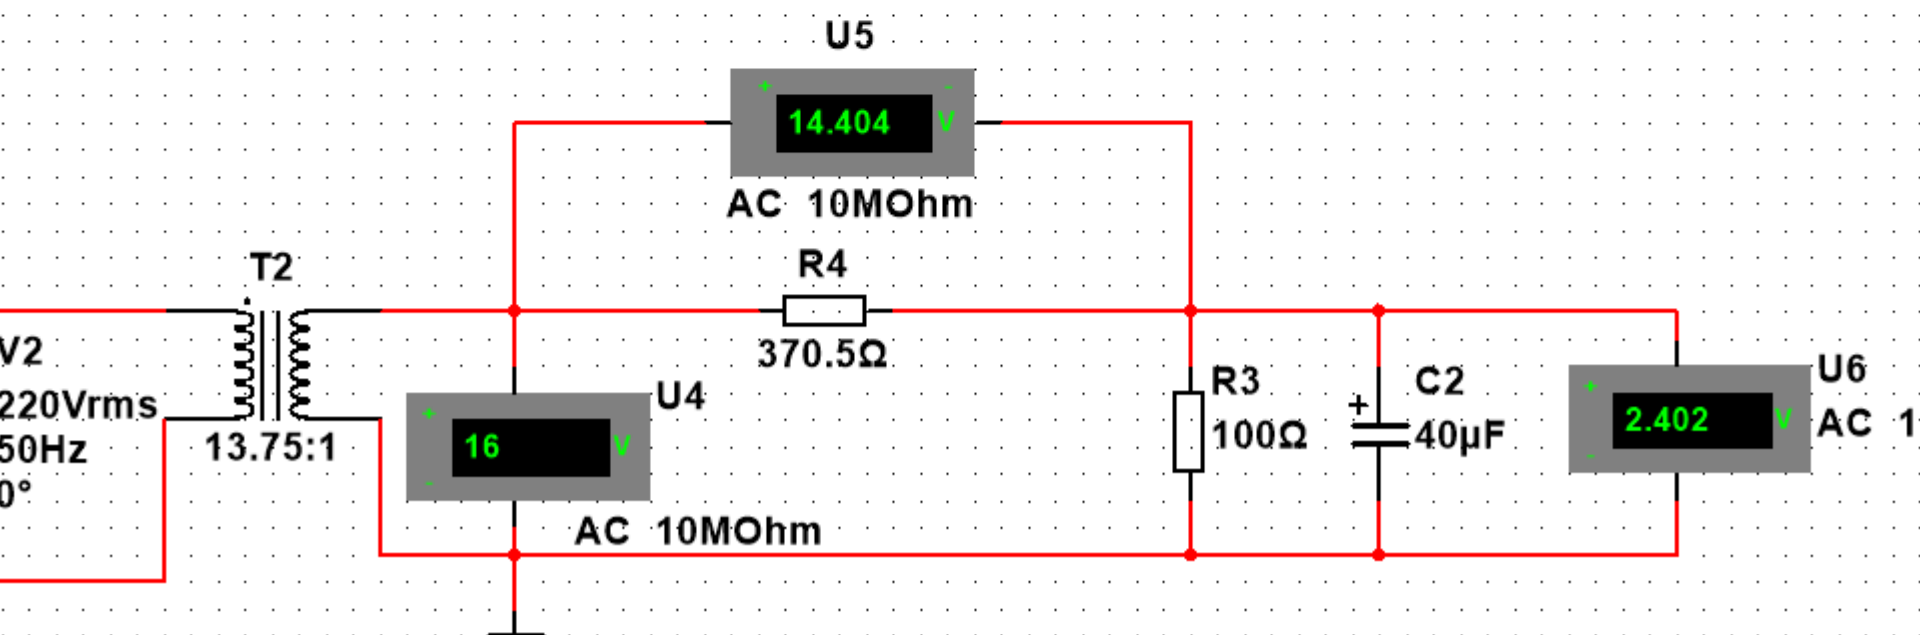 U5
+ -
14.404 V
AC 10MOhm
T2
R4
370.5Ω
V2
220Vrms
50Hz
0°
13.75:1
U4
+
16 V
-
AC 10MOhm
R3
100Ω
C2
+
40µF
U6
+
2.402 V
-
AC 1